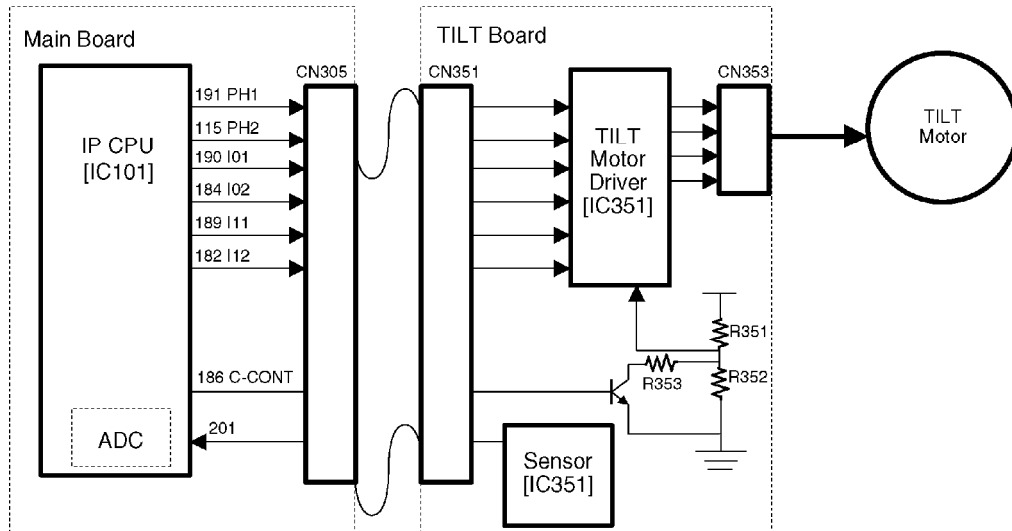 Main Board
TILT Board
CN305
CN351
CN353
IP CPU
[IC101]
191 PH1
115 PH2
190 I01
184 I02
189 I11
182 I12
186 C-CONT
201
ADC
TILT
Motor
Driver
[IC351]
TILT
Motor
R351
R353
R352
Sensor
[IC351]